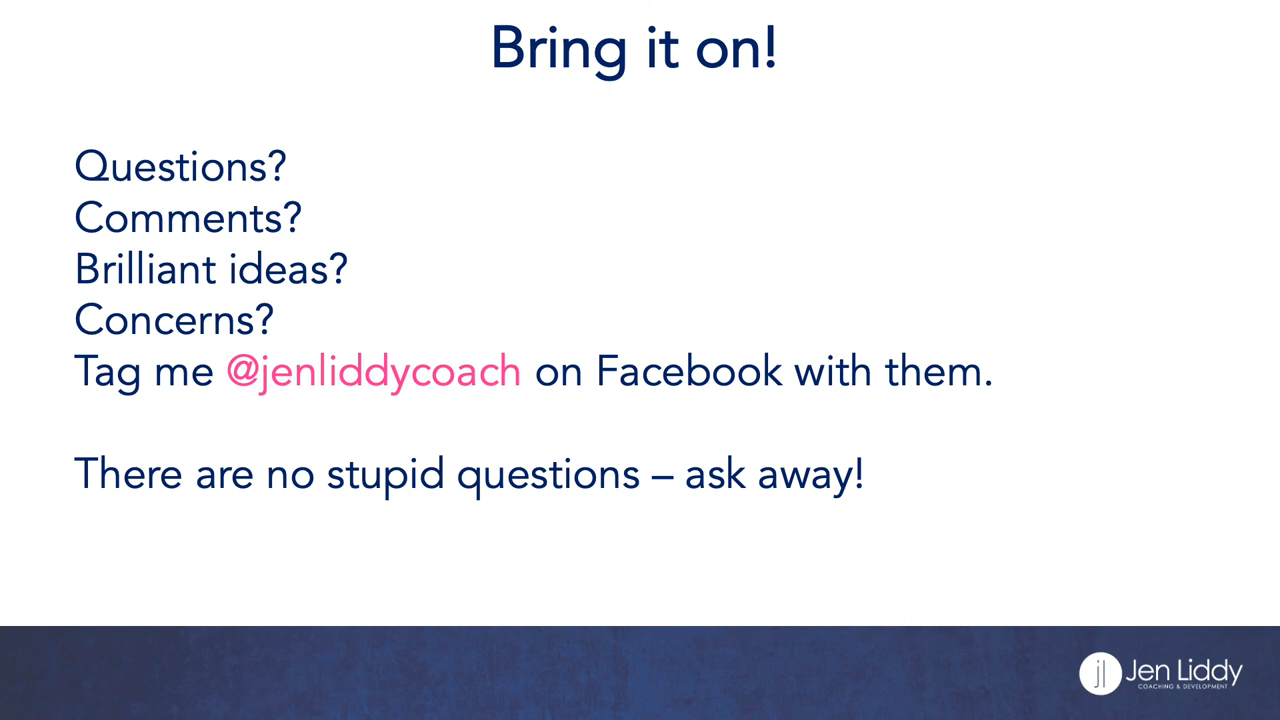 Bring it on!
Questions?
Comments?
Brilliant ideas?
Concerns?
Tag me @jenliddycoach on Facebook with them.
There are no stupid questions – ask away!
jl Jen Liddy
COACHING & DEVELOPMENT